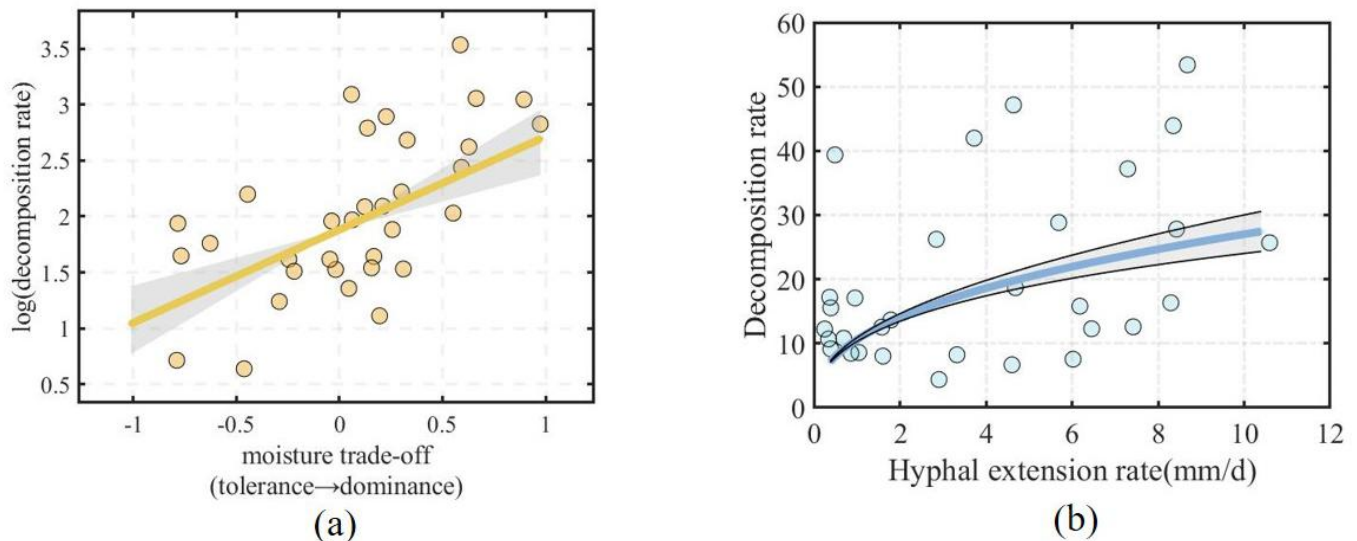 3.5
3
2.5
2
1.5
1
0.5
-1 -0.5 0 0.5 1
log(decomposition rate)
moisture trade-off
(tolerance→dominance)
(a)
60
50
40
30
20
10
0
0 2 4 6 8 10 12
Decomposition rate
Hyphal extension rate(mm/d)
(b)